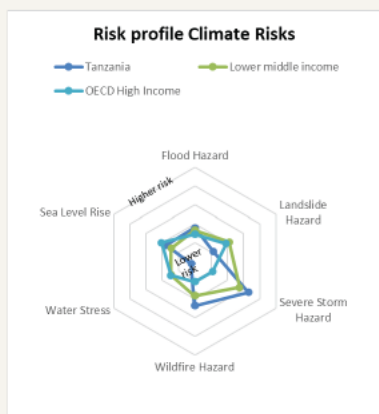 Risk profile Climate Risks
Tanzania
Lower middle income
OECD High Income
Flood Hazard
Higher risk
Landslide
Hazard
Sea Level Rise
Lower
risk
Water Stress
Severe Storm
Hazard
Wildfire Hazard